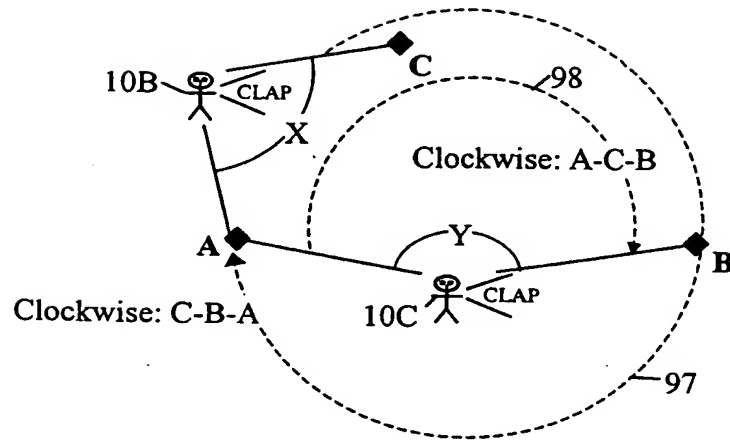 C
10B
CLAP
98
X
Clockwise: A-C-B
Y
A
B
CLAP
10C
Clockwise: C-B-A
97